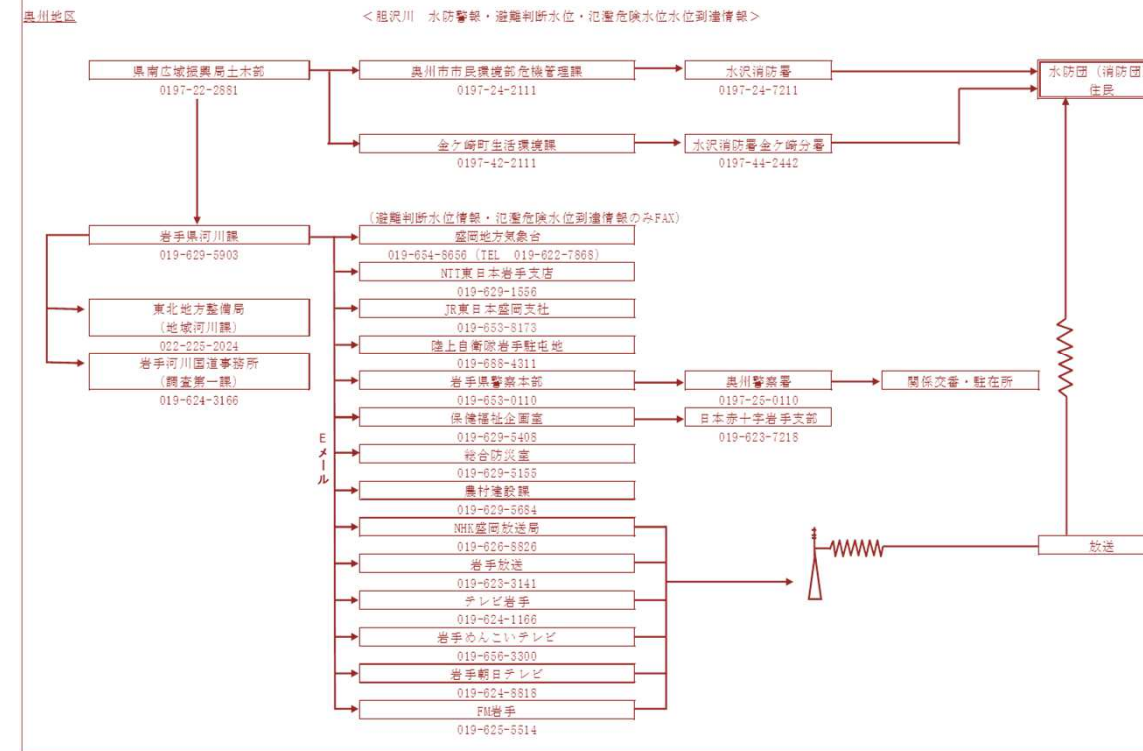 奥州地区
＜胆沢川　水防警報・避難判断水位・氾濫危険水位水位到達情報＞
県南広域振興局土木部
0197-22-2881
奥州市市民環境部危機管理課
0197-24-2111
水沢消防署
0197-24-7211
水防団（消防団
住民
金ケ崎町生活環境課
0197-42-2111
水沢消防署金ケ崎分署
0197-44-2442
(避難判断水位情報・氾濫危険水位到達情報のみFAX)
岩手県河川課
019-629-5903
盛岡地方気象台
019-654-8656 (TEL　019-622-7868)
NTT東日本岩手支店
019-629-1556
東北地方整備局
（地域河川課）
022-225-2024
JR東日本盛岡支社
019-653-8173
陸上自衛隊岩手駐屯地
019-688-4311
岩手河川国道事務所
（調査第一課）
019-624-3166
岩手県警察本部
019-653-0110
奥州警察署
0197-25-0110
関係交番・駐在所
保健福祉企画室
019-629-5408
日本赤十字岩手支部
019-623-7218
Eメール
総合防災室
019-629-5155
農村建設課
019-629-5684
NHK盛岡放送局
019-626-8826
放送
岩手放送
019-623-3141
テレビ岩手
019-624-1166
岩手めんこいテレビ
019-656-3300
岩手朝日テレビ
019-624-8818
FM岩手
019-625-5514